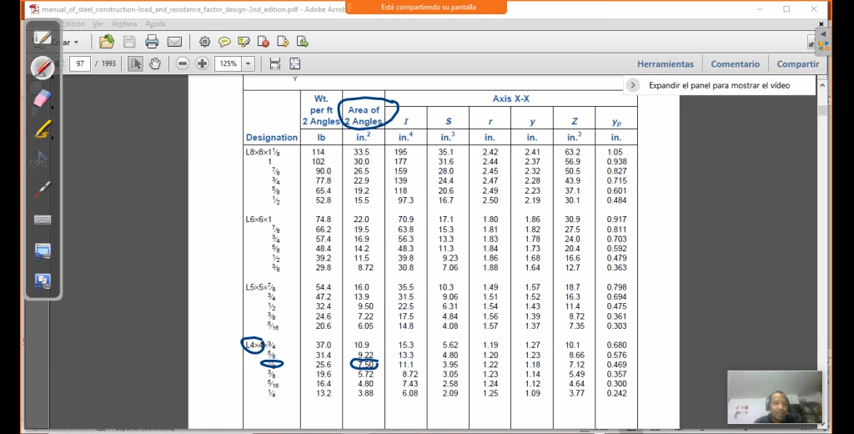 manual_of_steel_construction-load_and_resistance_factor_design-2nd_edition.pdf - Adobe Acrob
Está compartiendo su pantalla
Edición Ver Ventana Ayuda
97 / 1993
125%
Herramientas Comentario Compartir
Expandir el panel para mostrar el vídeo
Y
Designation Wt. per ft 2 Angles Area of 2 Angles Axis X-X
I S r y Z yp
lb in.² in.⁴ in.³ in. in. in.³ in.
L8×8×1⅛ 114 33.5 195 35.1 2.42 2.41 63.2 1.05
1 102 30.0 177 31.6 2.44 2.37 56.9 0.938
⅞ 90.0 26.5 159 28.0 2.45 2.32 50.5 0.827
¾ 77.8 22.9 139 24.4 2.47 2.28 43.9 0.715
⅝ 65.4 19.2 118 20.6 2.49 2.23 37.1 0.601
½ 52.8 15.5 97.3 16.7 2.50 2.19 30.1 0.484
L6×6×1 74.8 22.0 70.9 17.1 1.80 1.86 30.9 0.917
⅞ 66.2 19.5 63.8 15.3 1.81 1.82 27.5 0.811
¾ 57.4 16.9 56.3 13.3 1.83 1.78 24.0 0.703
⅝ 48.4 14.2 48.3 11.3 1.84 1.73 20.4 0.592
½ 39.2 11.5 39.8 9.23 1.86 1.68 16.6 0.479
⅜ 29.8 8.72 30.8 7.06 1.88 1.64 12.7 0.363
L5×5×⅞ 54.4 16.0 35.5 10.3 1.49 1.57 18.7 0.798
¾ 47.2 13.9 31.5 9.06 1.51 1.52 16.3 0.694
½ 32.4 9.50 22.5 6.31 1.54 1.43 11.4 0.475
⅜ 24.6 7.22 17.5 4.84 1.56 1.39 8.72 0.361
5/16 20.6 6.05 14.8 4.08 1.57 1.37 7.35 0.303
L4×4×¾ 37.0 10.9 15.3 5.62 1.19 1.27 10.1 0.680
⅝ 31.4 9.22 13.3 4.80 1.20 1.23 8.66 0.576
25.6 7.50 11.1 3.95 1.22 1.18 7.12 0.469
⅜ 19.6 5.72 8.72 3.05 1.23 1.14 5.49 0.357
5/16 16.4 4.80 7.43 2.58 1.24 1.12 4.64 0.300
¼ 13.2 3.88 6.08 2.09 1.25 1.09 3.77 0.242